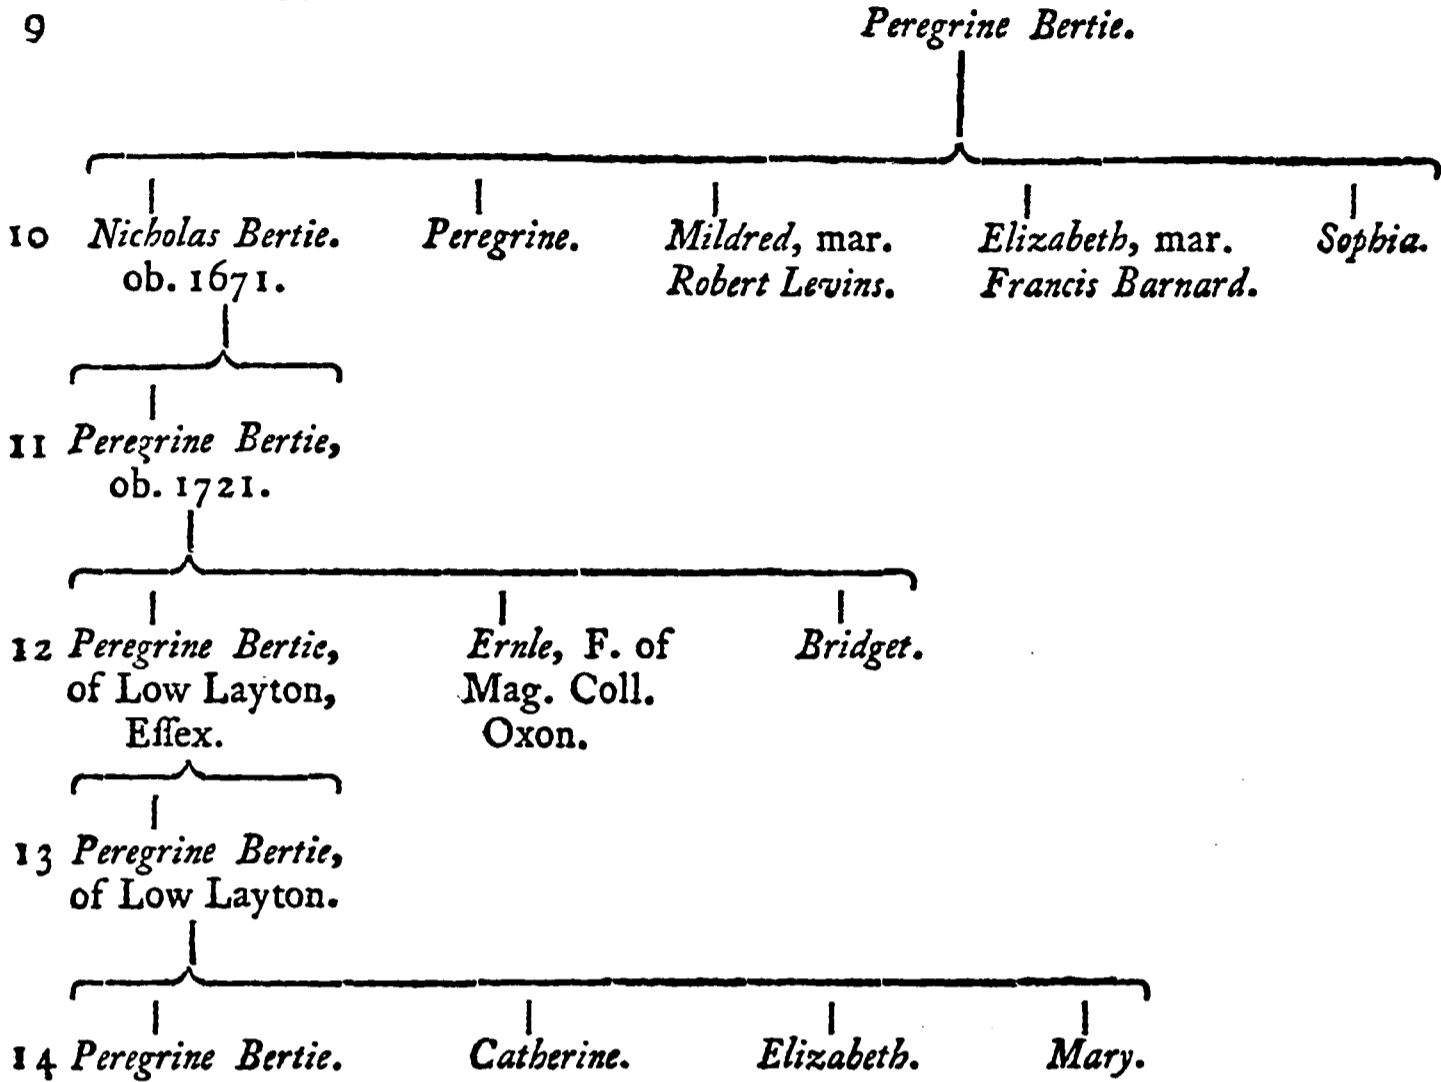 9 Peregrine Bertie.
10 Nicholas Bertie. Peregrine. Mildred, mar. Elizabeth, mar. Sophia.
ob. 1671. Robert Levins. Francis Barnard.
11 Peregrine Bertie,
ob. 1721.
12 Peregrine Bertie, Ernle, F. of Bridget.
of Low Layton, Mag. Coll.
Eſſex. Oxon.
13 Peregrine Bertie,
of Low Layton.
14 Peregrine Bertie. Catherine. Elizabeth. Mary.